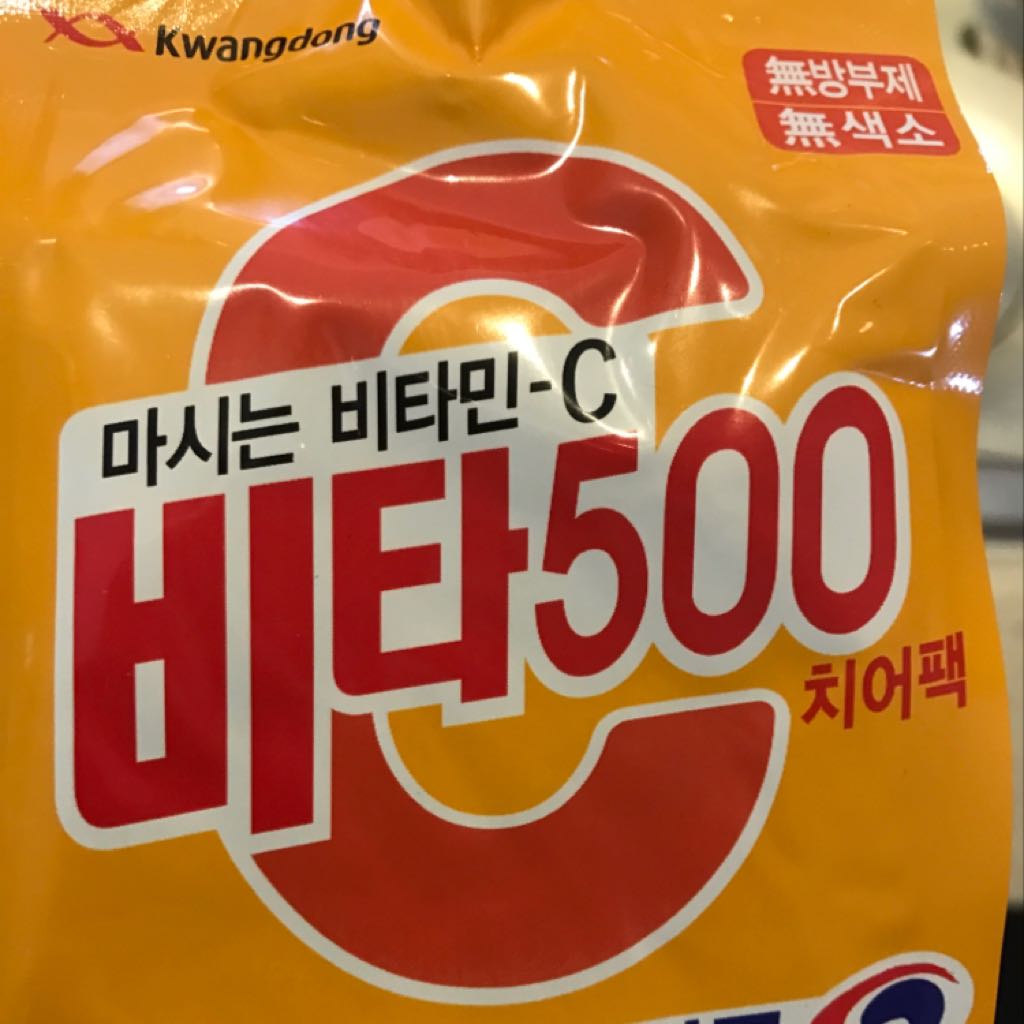 Kwangdong
無방부제
無색소
마시는 비타민-C
비타500
치어팩